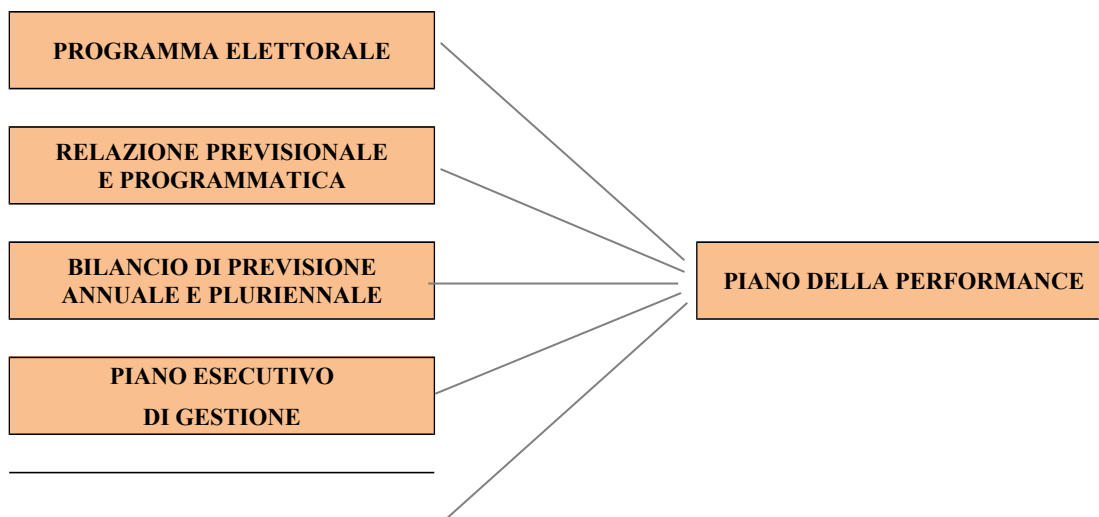 PROGRAMMA ELETTORALE
RELAZIONE PREVISIONALE
E PROGRAMMATICA
BILANCIO DI PREVISIONE
ANNUALE E PLURIENNALE
PIANO DELLA PERFORMANCE
PIANO ESECUTIVO
DI GESTIONE